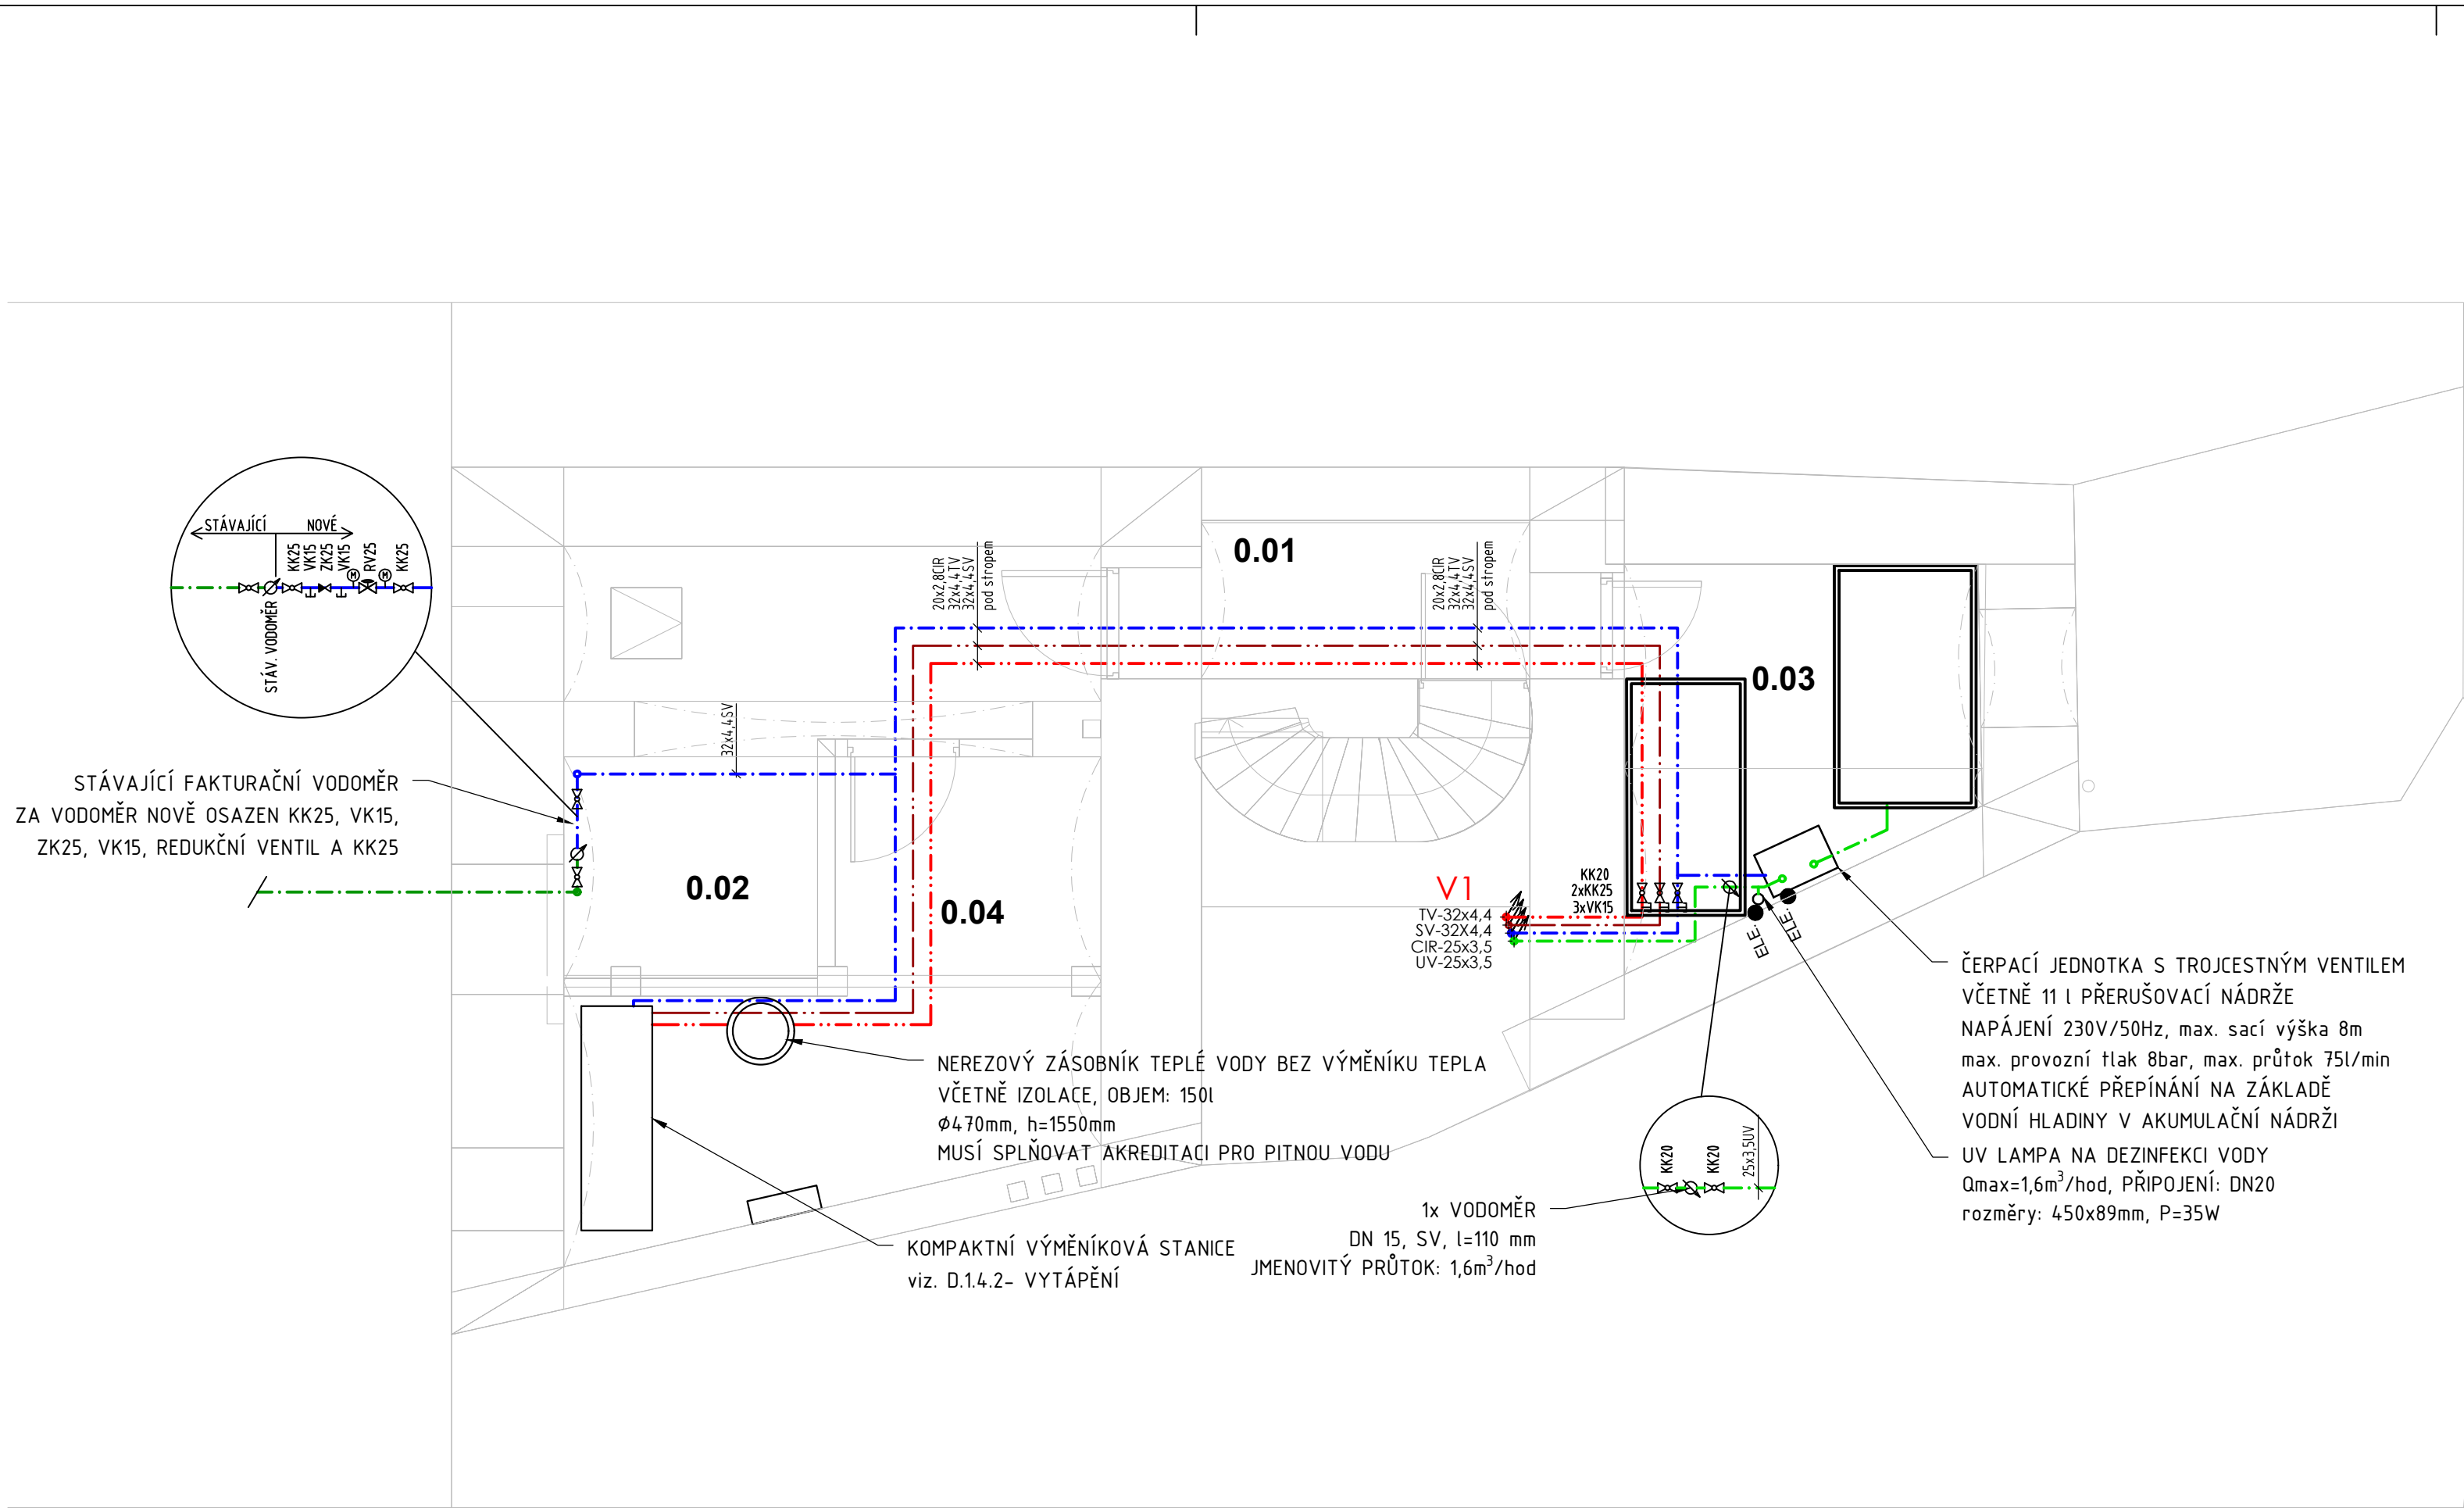 STÁVAJÍCÍ
NOVÉ
KK25
VK15
ZK25
VK15
M
RV25
M
KK25
STÁV. VODOMĚR
STÁVAJÍCÍ FAKTURAČNÍ VODOMĚR
ZA VODOMĚR NOVĚ OSAZEN KK25, VK15,
ZK25, VK15, REDUKČNÍ VENTIL A KK25
32x4,4SV
20x2,8CIR
32x4,4TV
32x4,4SV
pod stropem
0.01
20x2,8CIR
32x4,4TV
32x4,4SV
pod stropem
0.03
0.02
0.04
V1
TV-32x4,4
SV-32X4,4
CIR-25x3,5
UV-25x3,5
KK20
2xKK25
3xVK15
ELE.
ELE.
ČERPACÍ JEDNOTKA S TROJCESTNÝM VENTILEM
VČETNĚ 11 l PŘERUŠOVACÍ NÁDRŽE
NAPÁJENÍ 230V/50Hz, max. sací výška 8m
max. provozní tlak 8bar, max. průtok 75l/min
AUTOMATICKÉ PŘEPÍNÁNÍ NA ZÁKLADĚ
VODNÍ HLADINY V AKUMULAČNÍ NÁDRŽI
UV LAMPA NA DEZINFEKCI VODY
Qmax=1,6m³/hod, PŘIPOJENÍ: DN20
rozměry: 450x89mm, P=35W
NEREZOVÝ ZÁSOBNÍK TEPLÉ VODY BEZ VÝMĚNÍKU TEPLA
VČETNĚ IZOLACE, OBJEM: 150l
Ø470mm, h=1550mm
MUSÍ SPLŇOVAT AKREDITACI PRO PITNOU VODU
KK20
KK20
25x3,5UV
1x VODOMĚR
DN 15, SV, l=110 mm
JMENOVITÝ PRŮTOK: 1,6m³/hod
KOMPAKTNÍ VÝMĚNÍKOVÁ STANICE
viz. D.1.4.2- VYTÁPĚNÍ